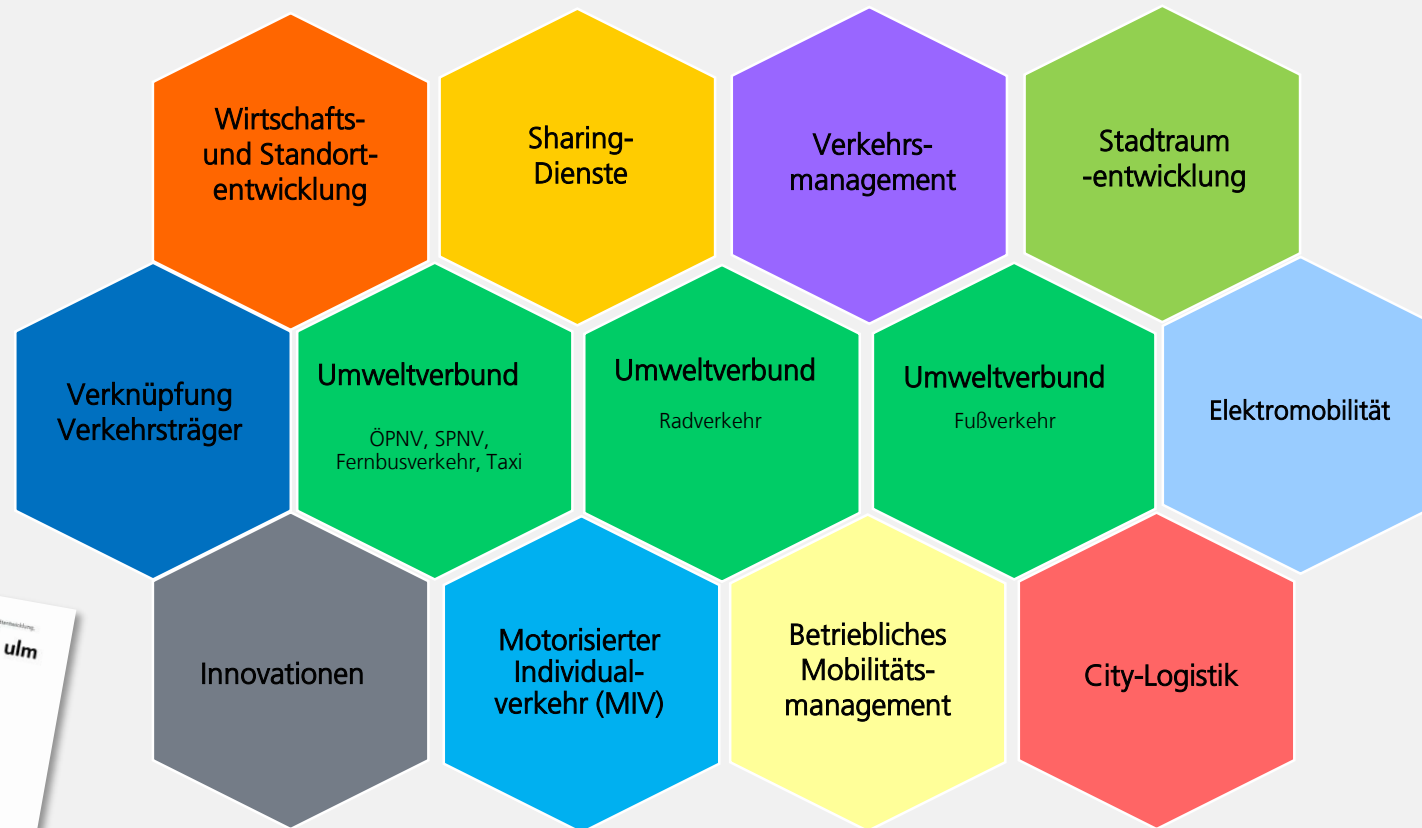 Wirtschafts-
und Standort-
entwicklung
Sharing-
Dienste
Verkehrs-
management
Stadtraum
-entwicklung
Verknüpfung
Verkehrsträger
Umweltverbund
ÖPNV, SPNV,
Fernbusverkehr, Taxi
Umweltverbund
Radverkehr
Umweltverbund
Fußverkehr
Elektromobilität
Innovationen
Motorisierter
Individual-
verkehr (MIV)
Betriebliches
Mobilitäts-
management
City-Logistik
ulm